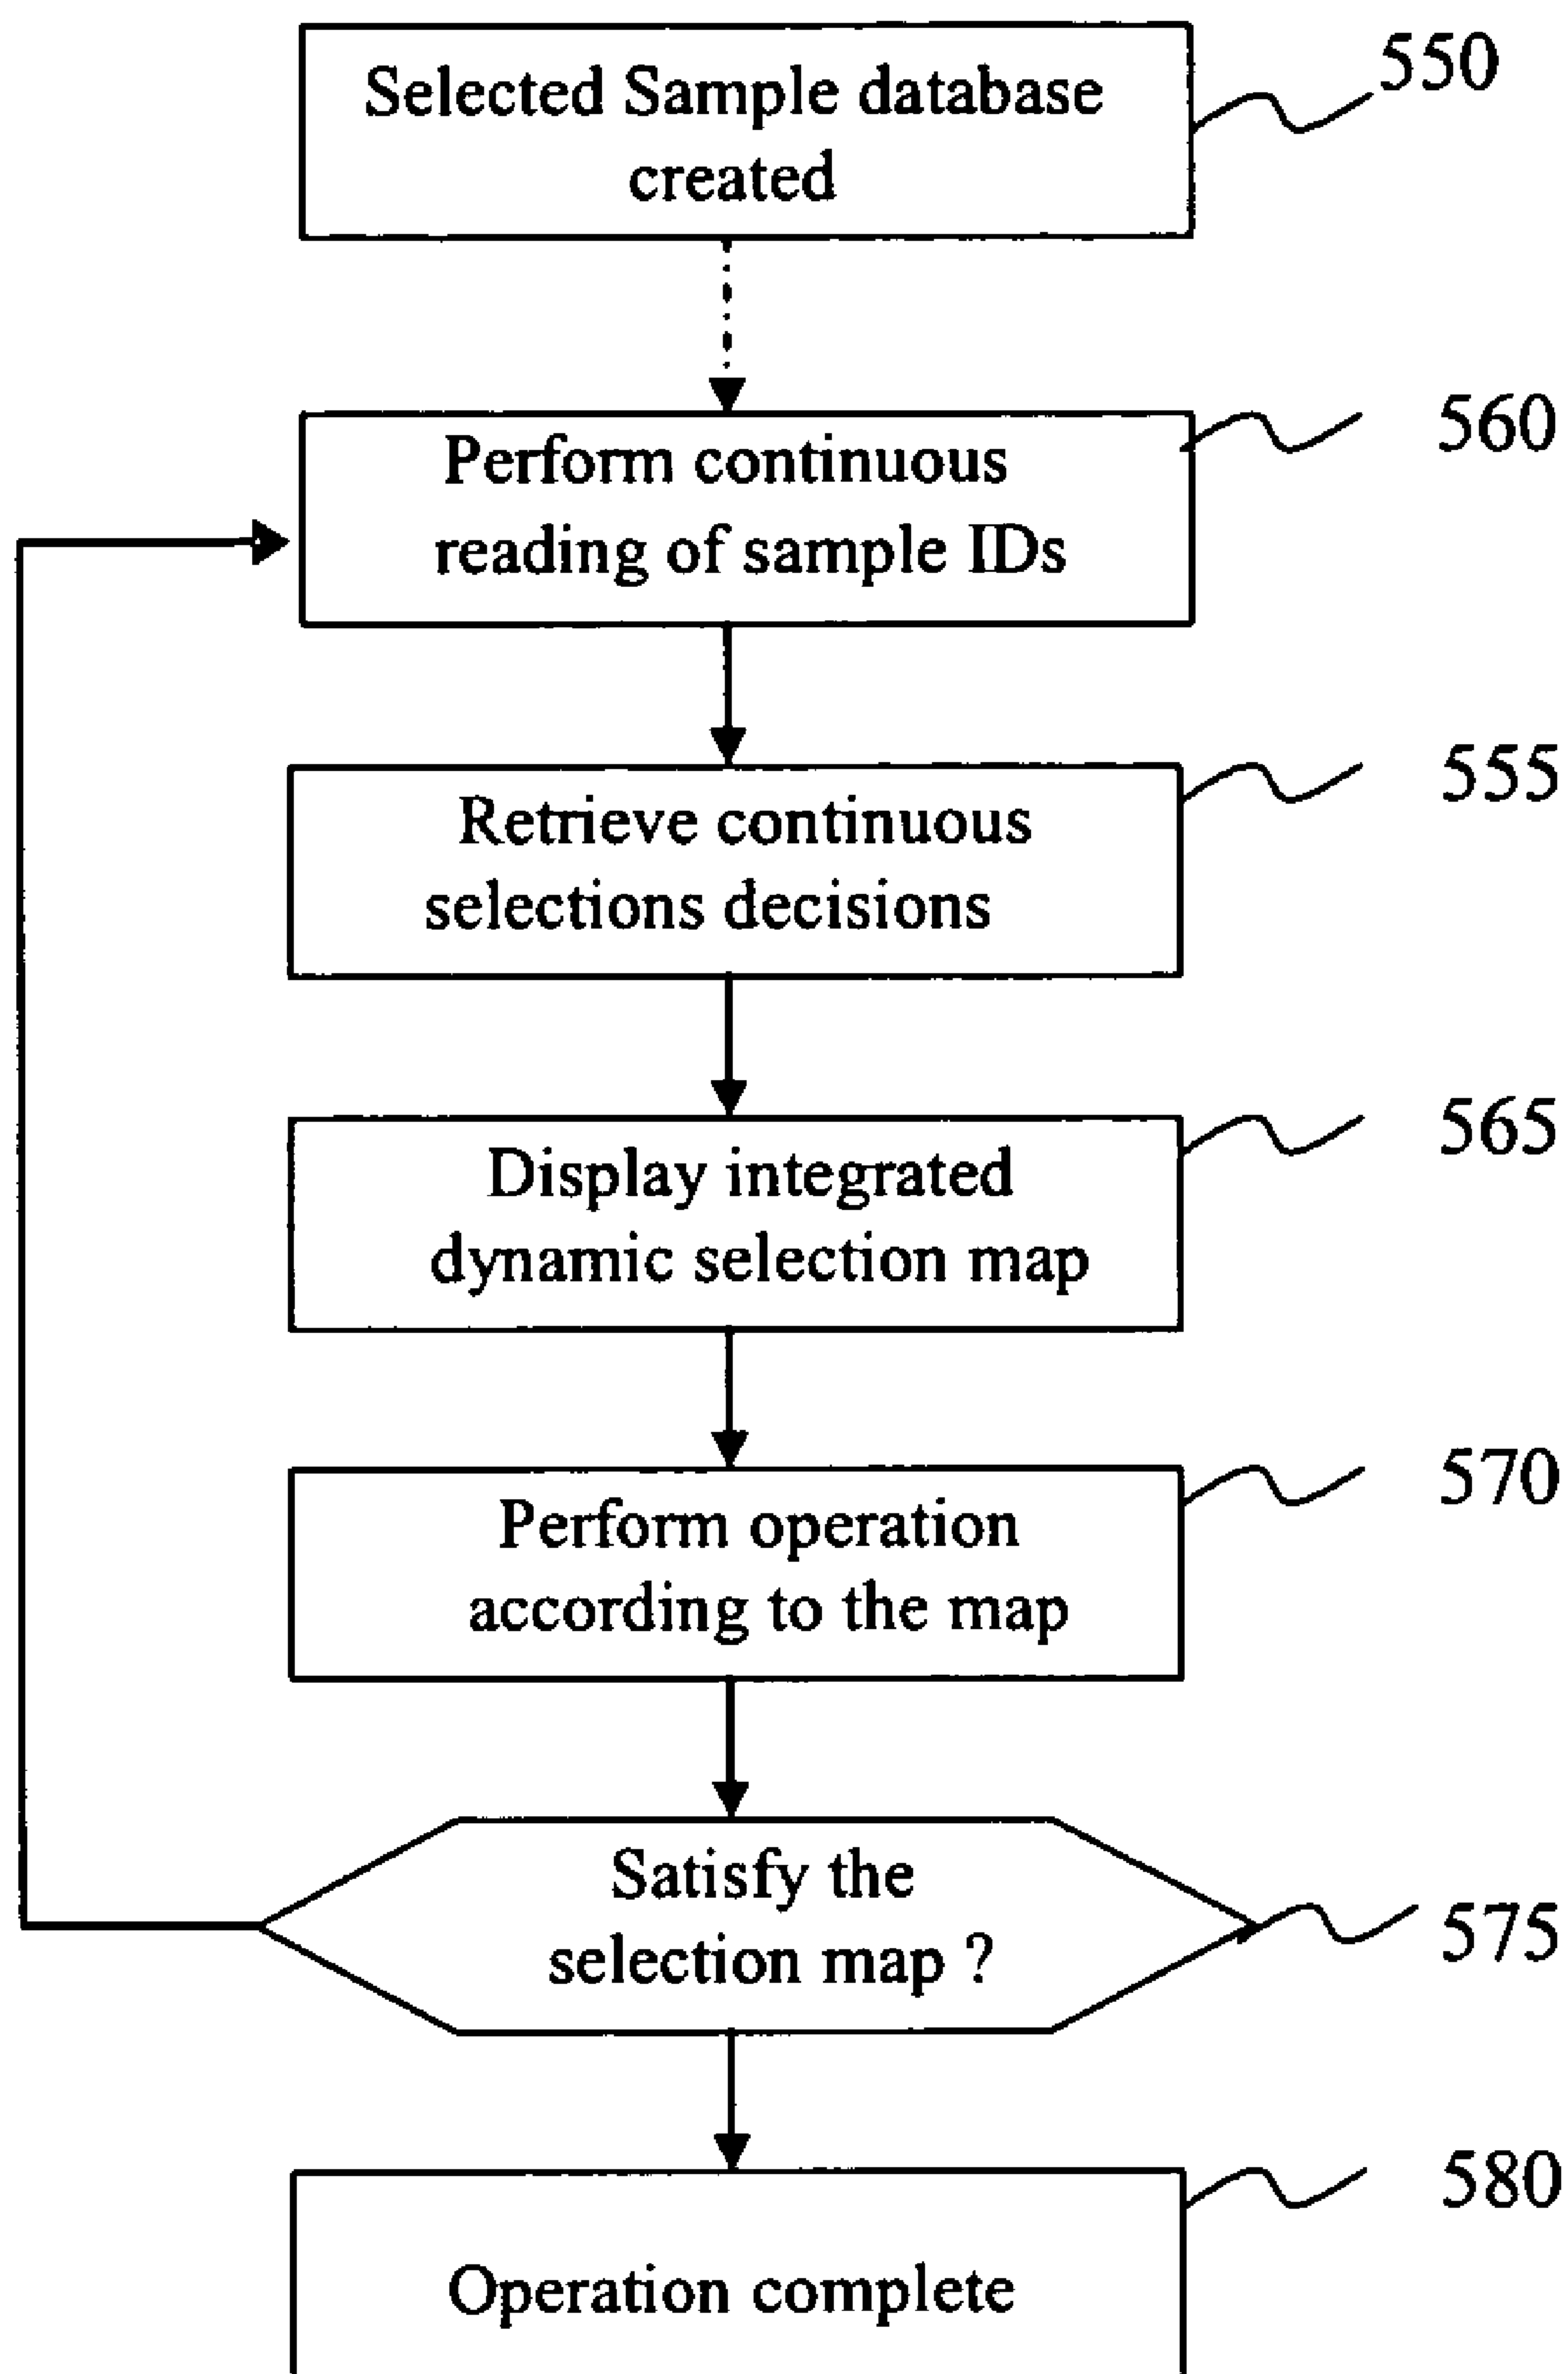 Selected Sample database
created
550
Perform continuous
reading of sample IDs
560
Retrieve continuous
selections decisions
555
Display integrated
dynamic selection map
565
Perform operation
according to the map
570
Satisfy the
selection map ?
575
Operation complete
580